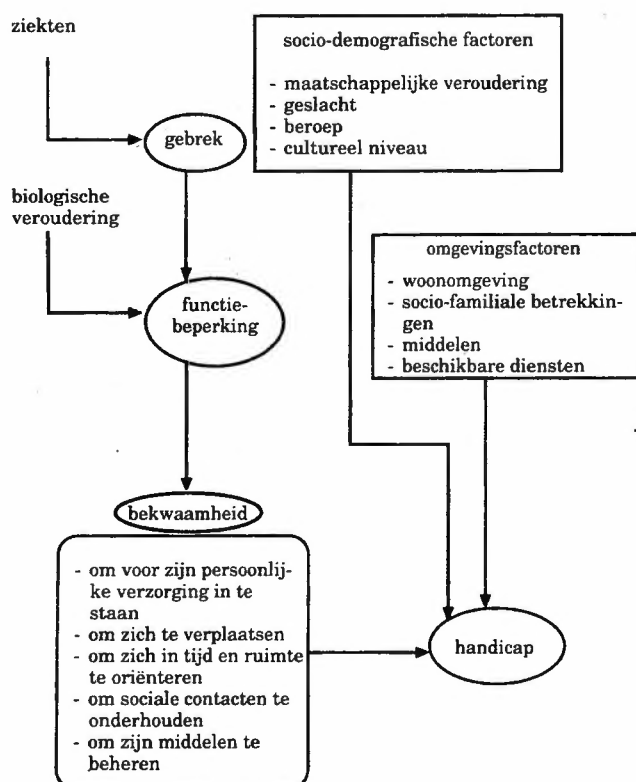 ziekten
socio-demografische factoren
- maatschappelijke veroudering
- geslacht
- beroep
- cultureel niveau
gebrek
biologische
veroudering
omgevingsfactoren
- woonomgeving
- socio-familiale betrekkin-
gen
- middelen
- beschikbare diensten
functie-
beperking
bekwaamheid
- om voor zijn persoonlij-
ke verzorging in te
staan
- om zich te verplaatsen
- om zich in tijd en ruimte
te oriënteren
- om sociale contacten te
onderhouden
- om zijn middelen te
beheren
handicap